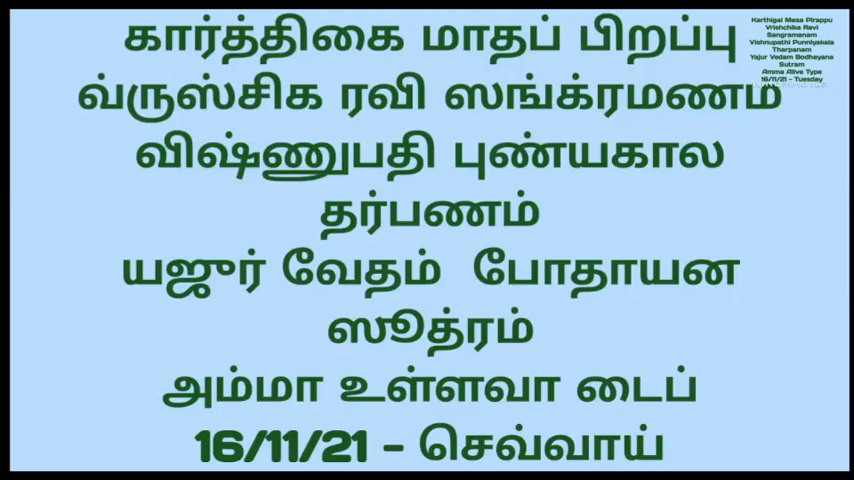 கார்த்திகை மாதப் பிறப்பு
வ்ருஸ்சிக ரவி ஸங்க்ரமணம்
விஷ்ணுபதி புண்யகால
தர்பணம்
யஜுர் வேதம் போதாயன
ஸூத்ரம்
அம்மா உள்ளவா டைப்
16/11/21 - செவ்வாய்
Karthigai Masa Pirappu
Vrishchika Ravi
Sangramanam
Vishnupathi Punniyakala
Tharpanam
Yajur Vedam Bodhayana
Sutram
Amma Alive Type
16/11/21 - Tuesday